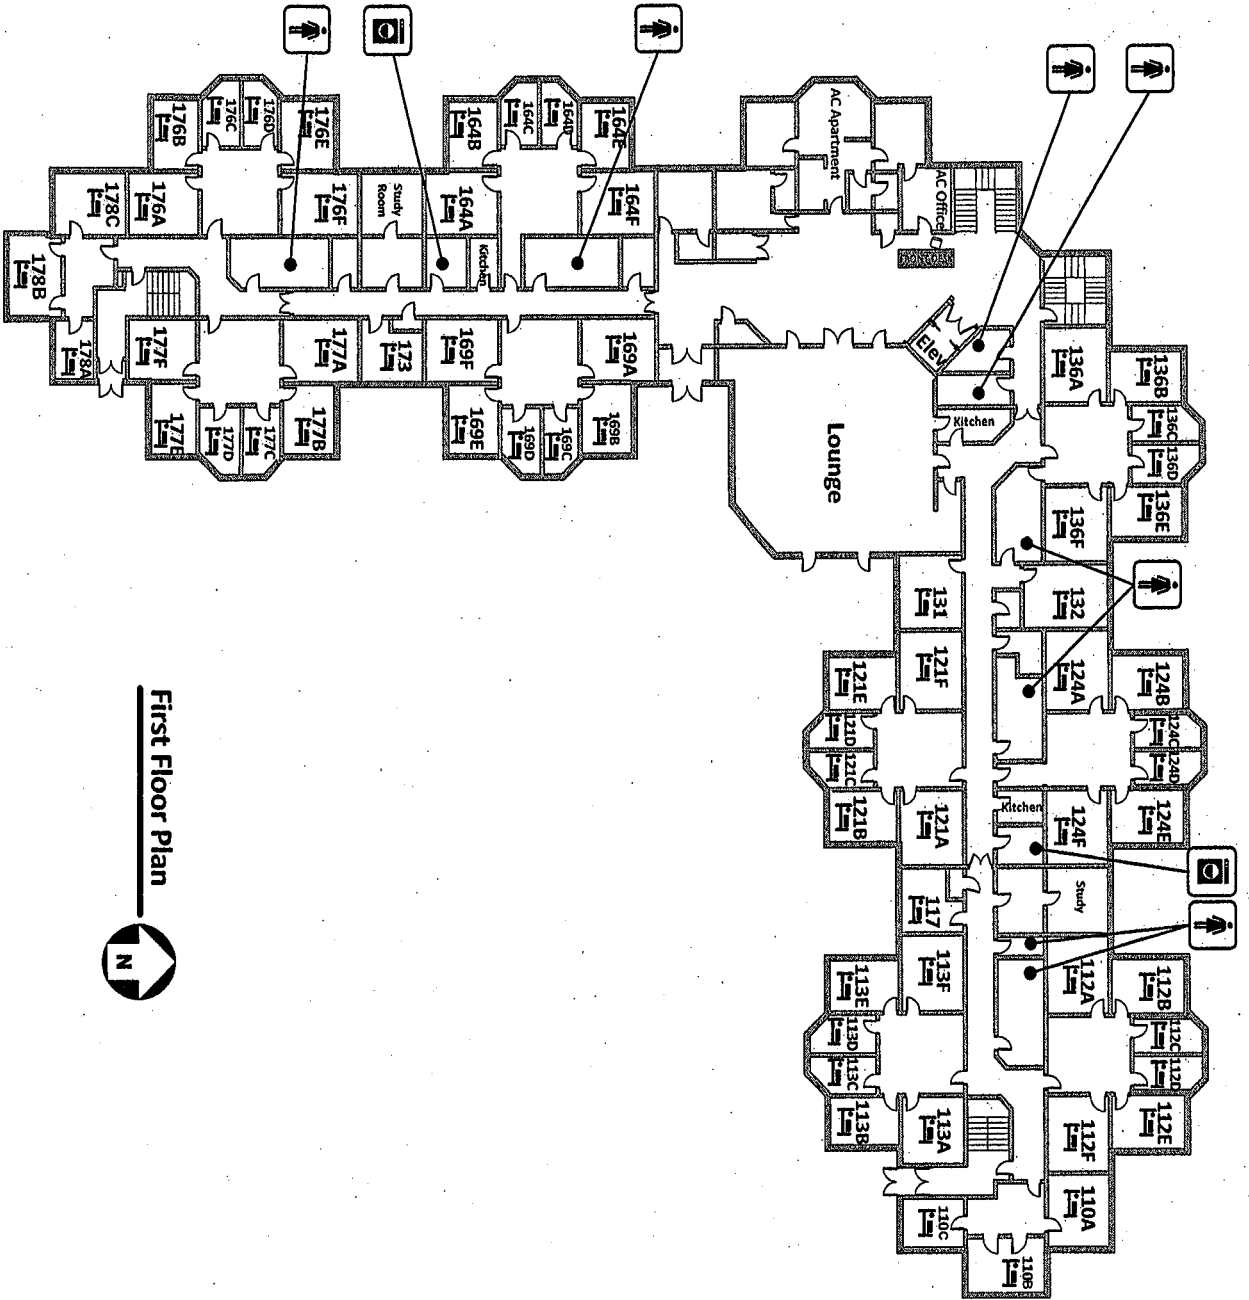 176B
176C
176D
176E
164B
164C
164D
164E
AC Apartment
178C
176A
176F
Study
Room
164A
164F
AC Office
178B
Kitchen
FRONT DESK
Elev
178A
177F
177A
173
169F
169A
136A
136B
177E
177D
177C
177B
169E
169D
169C
169B
Kitchen
136C
136D
Lounge
136F
136E
131
132
121F
121E
124A
124B
121D
121C
124C
124D
121B
121A
Kitchen
124F
124E
117
Study
113F
113E
112A
112B
113D
113C
112C
112D
113B
113A
112F
112E
110A
110C
110B
First Floor Plan
N